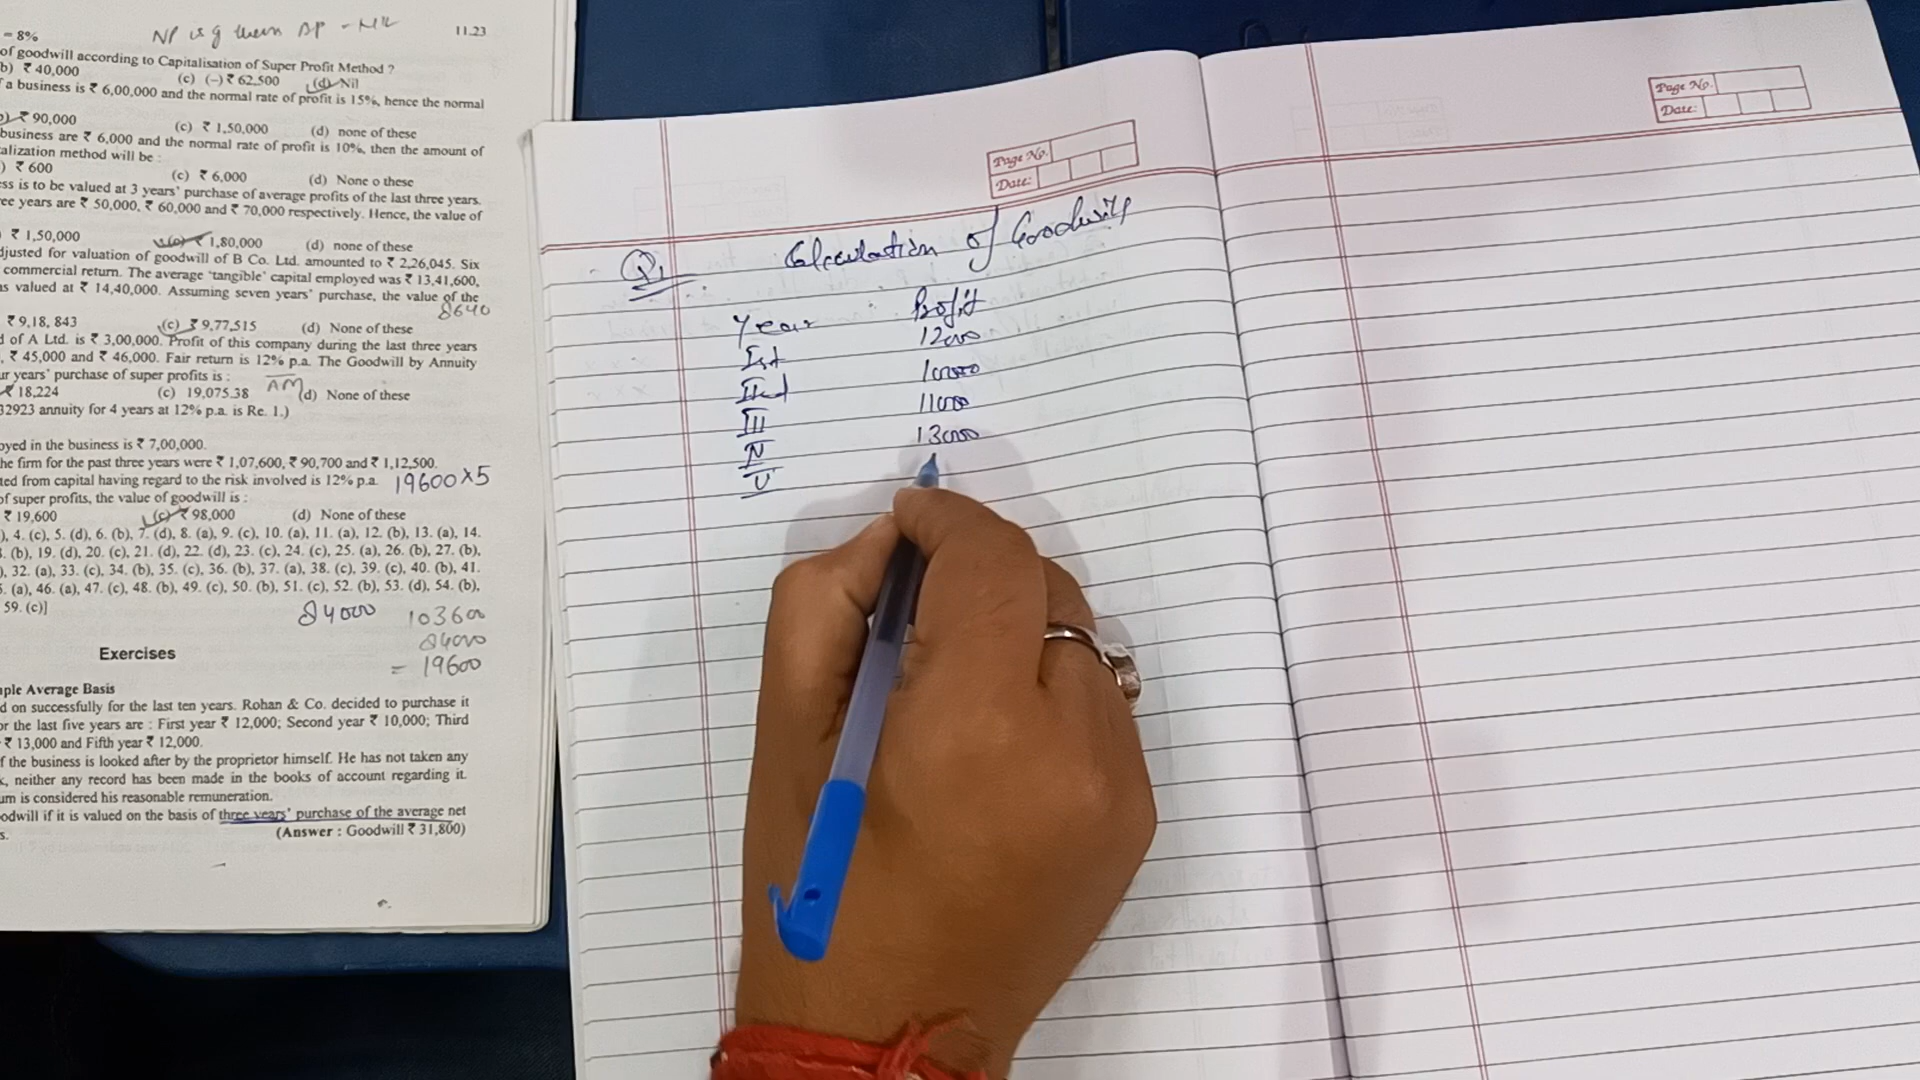 = 8%
NP is g them AP - Nil
11.23
of goodwill according to Capitalisation of Super Profit Method ?
b) ₹ 40,000 (c) (-) ₹ 62,500 (d) Nil
a business is ₹ 6,00,000 and the normal rate of profit is 15%, hence the normal
₹ 90,000 (c) ₹ 1,50,000 (d) none of these
business are ₹ 6,000 and the normal rate of profit is 10%, then the amount of
alization method will be :
) ₹ 600 (c) ₹ 6,000 (d) None o these
ss is to be valued at 3 years' purchase of average profits of the last three years.
ee years are ₹ 50,000, ₹ 60,000 and ₹ 70,000 respectively. Hence, the value of
₹ 1,50,000 (c) ₹ 1,80,000 (d) none of these
djusted for valuation of goodwill of B Co. Ltd. amounted to ₹ 2,26,045. Six
commercial return. The average 'tangible' capital employed was ₹ 13,41,600,
as valued at ₹ 14,40,000. Assuming seven years' purchase, the value of the
8640
₹ 9,18, 843 (c) ₹ 9,77,515 (d) None of these
d of A Ltd. is ₹ 3,00,000. Profit of this company during the last three years
, ₹ 45,000 and ₹ 46,000. Fair return is 12% p.a. The Goodwill by Annuity
ur years' purchase of super profits is :
AM
₹ 18,224 (c) 19,075.38 (d) None of these
32923 annuity for 4 years at 12% p.a. is Re. 1.)
oyed in the business is ₹ 7,00,000.
he firm for the past three years were ₹ 1,07,600, ₹ 90,700 and ₹ 1,12,500.
ted from capital having regard to the risk involved is 12% p.a. 19600×5
of super profits, the value of goodwill is :
₹ 19,600 (c) ₹ 98,000 (d) None of these
), 4. (c), 5. (d), 6. (b), 7. (d), 8. (a), 9. (c), 10. (a), 11. (a), 12. (b), 13. (a), 14.
. (b), 19. (d), 20. (c), 21. (d), 22. (d), 23. (c), 24. (c), 25. (a), 26. (b), 27. (b),
), 32. (a), 33. (c), 34. (b), 35. (c), 36. (b), 37. (a), 38. (c), 39. (c), 40. (b), 41.
. (a), 46. (a), 47. (c), 48. (b), 49. (c), 50. (b), 51. (c), 52. (b), 53. (d), 54. (b),
59. (c)]
84000 103600
84000
= 19600
Exercises
ple Average Basis
d on successfully for the last ten years. Rohan & Co. decided to purchase it
or the last five years are : First year ₹ 12,000; Second year ₹ 10,000; Third
₹ 13,000 and Fifth year ₹ 12,000.
f the business is looked after by the proprietor himself. He has not taken any
k, neither any record has been made in the books of account regarding it.
um is considered his reasonable remuneration.
odwill if it is valued on the basis of three years' purchase of the average net
s. (Answer : Goodwill ₹ 31,800)
Page No.
Date:
Q1 Calculation of Goodwill
Year Profit
Ist 12000
IInd 10000
III 11000
IV 13000
V
Page No.
Date: